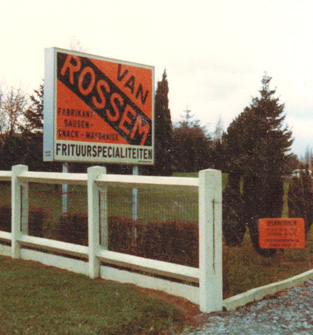 VAN
ROSSEM
FABRIKANT-
SAUSEN-
SNACK - MAYONAISE
FRITUURSPECIALITEITEN